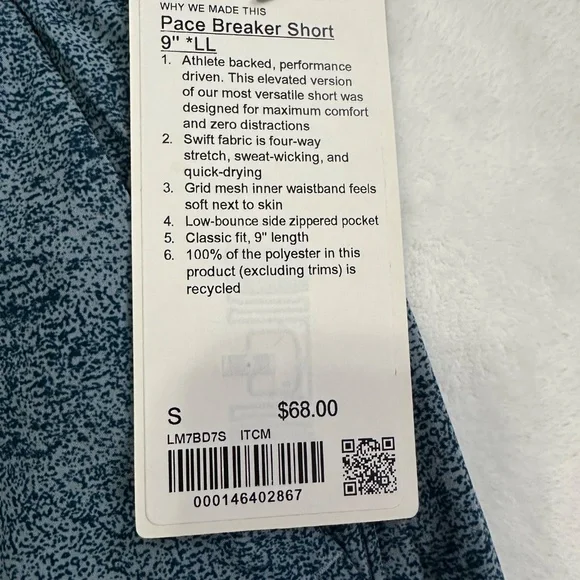 WHY WE MADE THIS
Pace Breaker Short
9" *LL
1. Athlete backed, performance
driven. This elevated version
of our most versatile short was
designed for maximum comfort
and zero distractions
2. Swift fabric is four-way
stretch, sweat-wicking, and
quick-drying
3. Grid mesh inner waistband feels
soft next to skin
4. Low-bounce side zippered pocket
5. Classic fit, 9" length
6. 100% of the polyester in this
product (excluding trims) is
recycled
S $68.00
LM7BD7S ITCM
000146402867